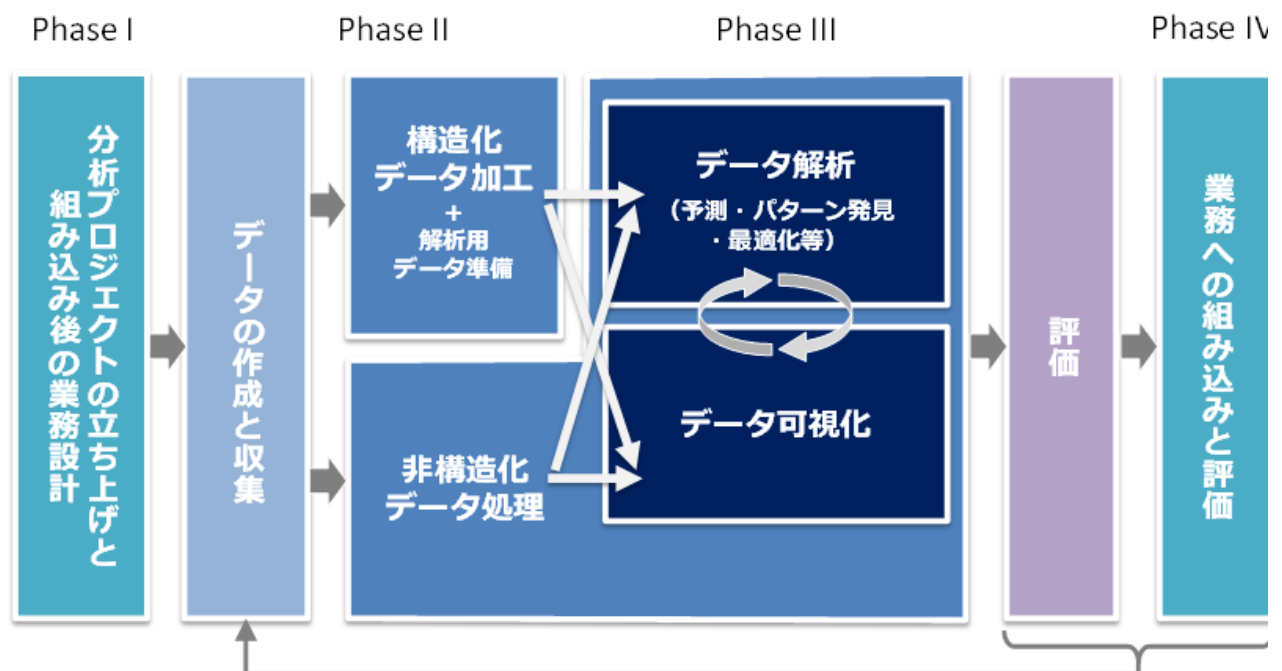 Phase I
Phase II
Phase III
Phase IV
分析プロジェクトの立ち上げと
組み込み後の業務設計
データの作成と収集
構造化
データ加工
+
解析用
データ準備
非構造化
データ処理
データ解析
(予測・パターン発見
・最適化等)
データ可視化
評価
業務への組み込みと評価